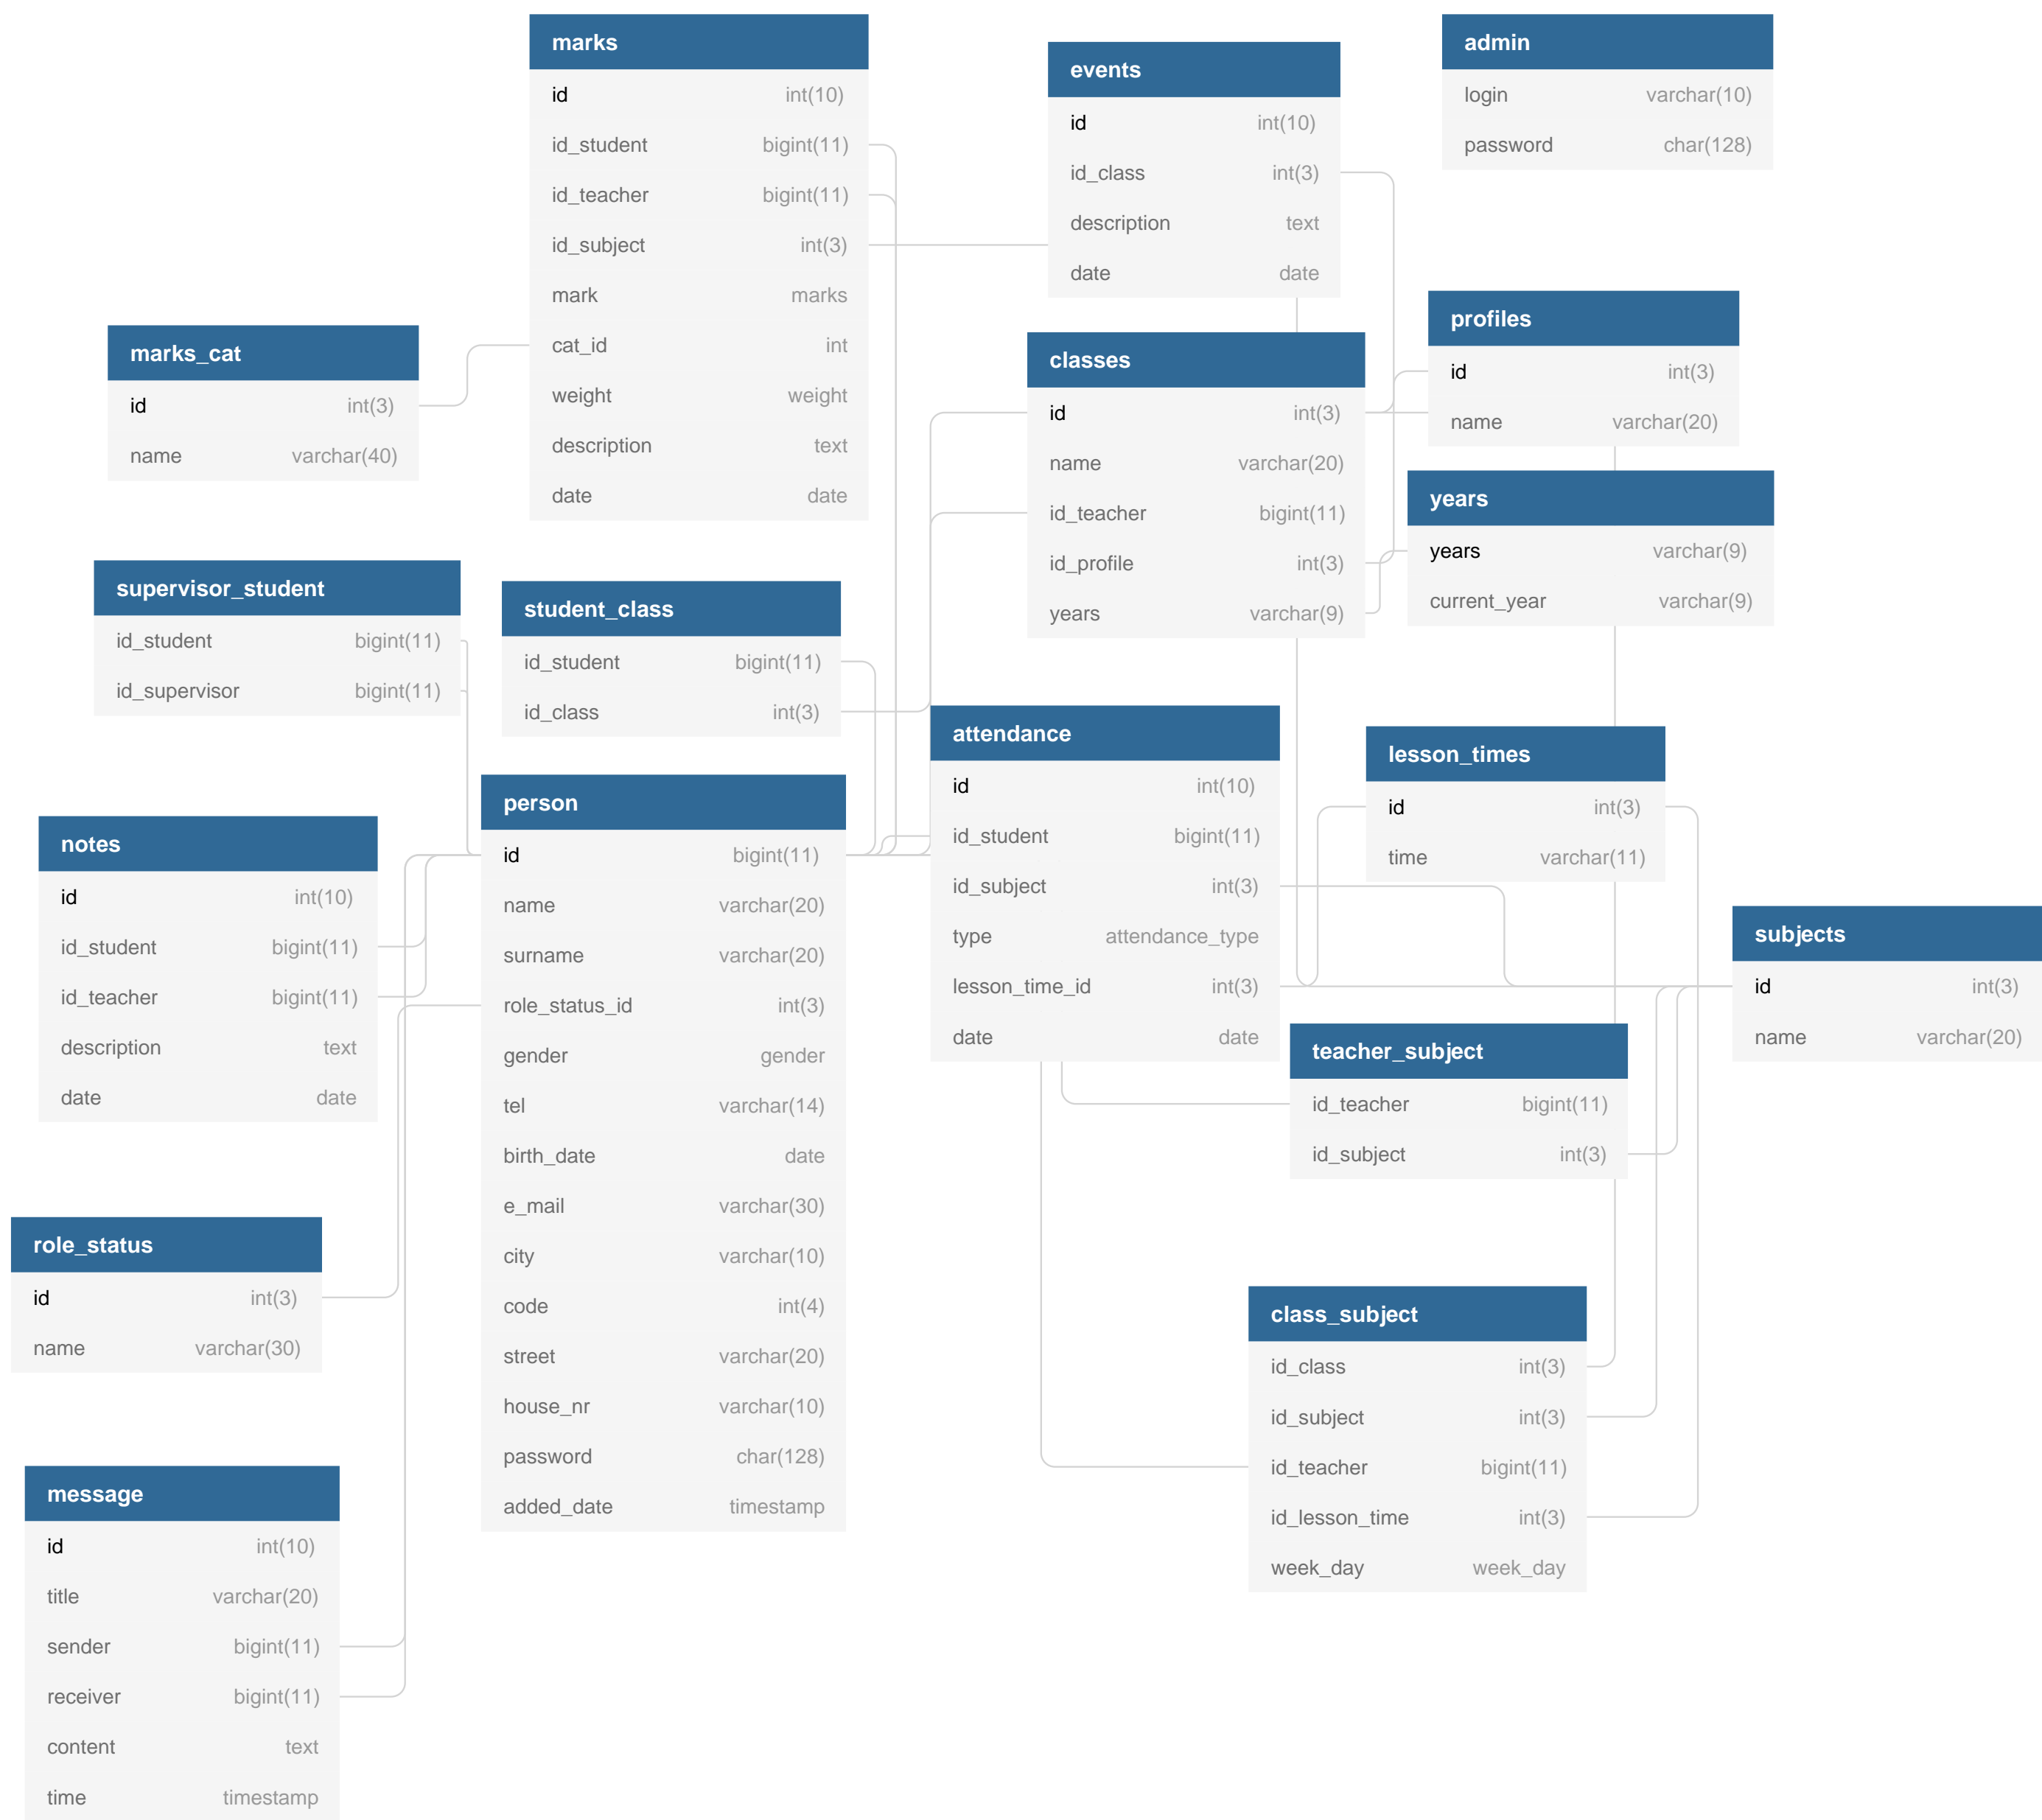 marks
id int(10)
id_student bigint(11)
id_teacher bigint(11)
id_subject int(3)
mark marks
cat_id int
weight weight
description text
date date
events
id int(10)
id_class int(3)
description text
date date
admin
login varchar(10)
password char(128)
marks_cat
id int(3)
name varchar(40)
classes
id int(3)
name varchar(20)
id_teacher bigint(11)
id_profile int(3)
years varchar(9)
profiles
id int(3)
name varchar(20)
years
years varchar(9)
current_year varchar(9)
supervisor_student
id_student bigint(11)
id_supervisor bigint(11)
student_class
id_student bigint(11)
id_class int(3)
attendance
id int(10)
id_student bigint(11)
id_subject int(3)
type attendance_type
lesson_time_id int(3)
date date
lesson_times
id int(3)
time varchar(11)
notes
id int(10)
id_student bigint(11)
id_teacher bigint(11)
description text
date date
person
id bigint(11)
name varchar(20)
surname varchar(20)
role_status_id int(3)
gender gender
tel varchar(14)
birth_date date
e_mail varchar(30)
city varchar(10)
code int(4)
street varchar(20)
house_nr varchar(10)
password char(128)
added_date timestamp
subjects
id int(3)
name varchar(20)
teacher_subject
id_teacher bigint(11)
id_subject int(3)
role_status
id int(3)
name varchar(30)
class_subject
id_class int(3)
id_subject int(3)
id_teacher bigint(11)
id_lesson_time int(3)
week_day week_day
message
id int(10)
title varchar(20)
sender bigint(11)
receiver bigint(11)
content text
time timestamp